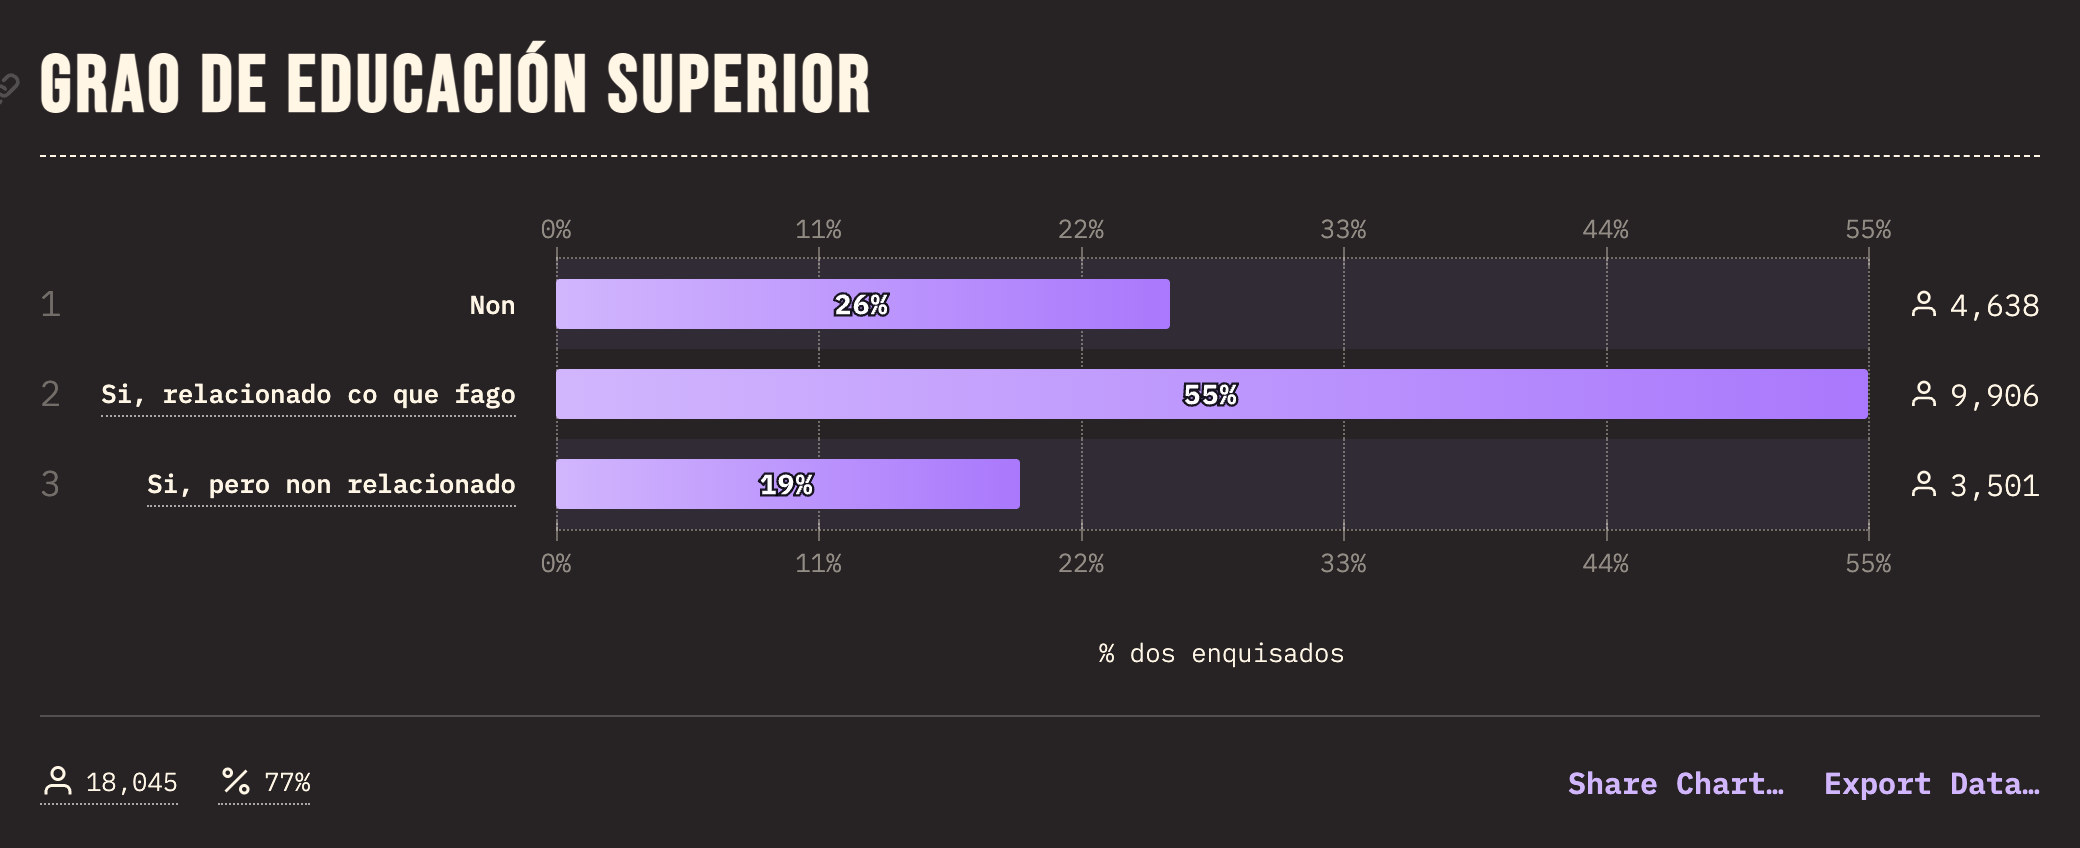 GRAO DE EDUCACIÓN SUPERIOR
0% 11% 22% 33% 44% 55%
1 Non 26% 4,638
2 Si, relacionado co que fago 55% 9,906
3 Si, pero non relacionado 19% 3,501
0% 11% 22% 33% 44% 55%
% dos enquisados
18,045 77% Share Chart… Export Data…